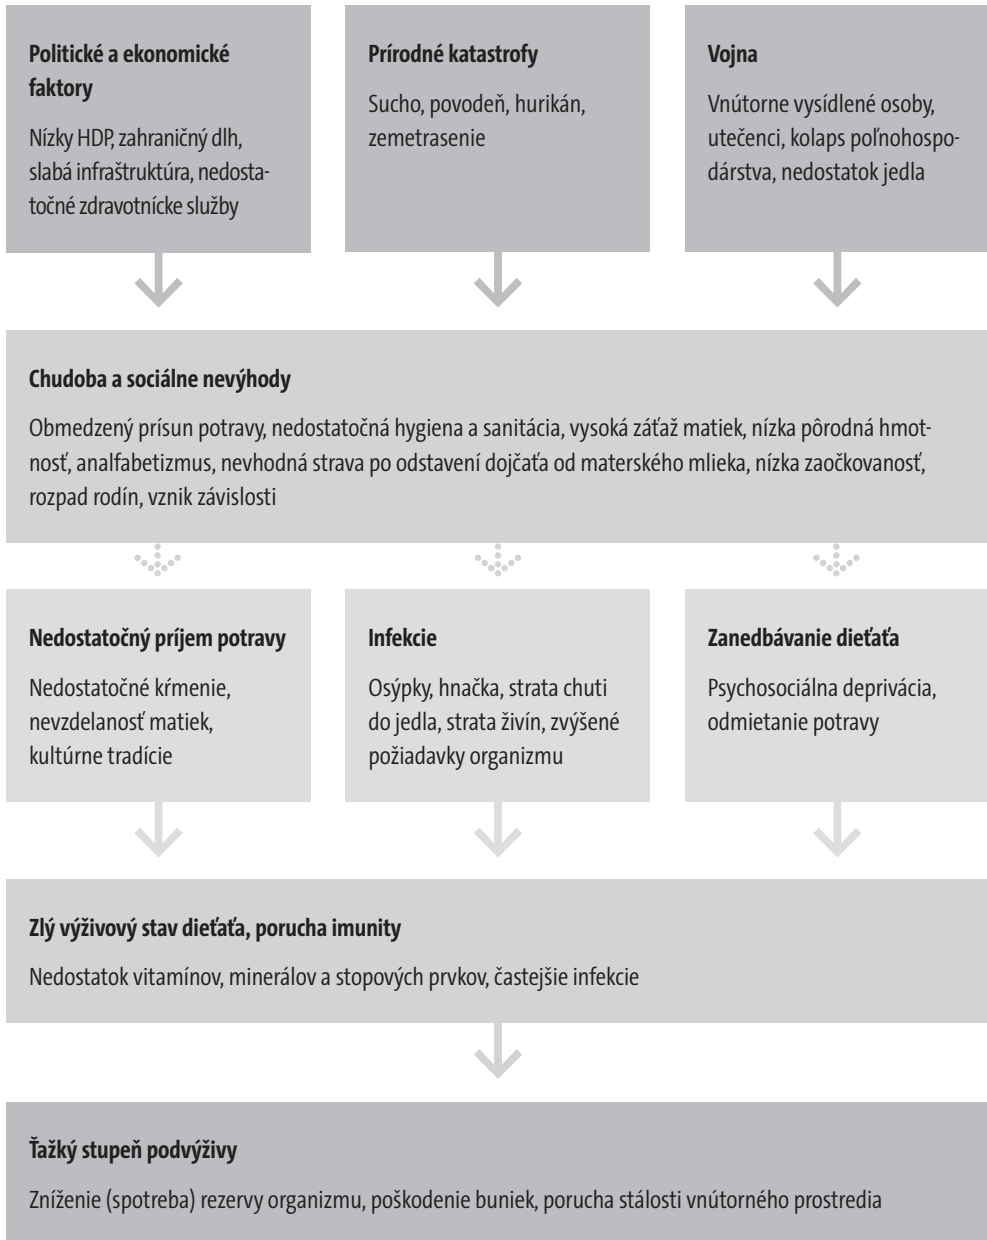 Politické a ekonomické
faktory
Nízky HDP, zahraničný dlh,
slabá infraštruktúra, nedosta-
točné zdravotnícke služby
Prírodné katastrofy
Sucho, povodeň, hurikán,
zemetrasenie
Vojna
Vnútorne vysídlené osoby,
utečenci, kolaps poľnohospo-
dárstva, nedostatok jedla
Chudoba a sociálne nevýhody
Obmedzený prísun potravy, nedostatočná hygiena a sanitácia, vysoká záťaž matiek, nízka pôrodná hmot-
nosť, analfabetizmus, nevhodná strava po odstavení dojčaťa od materského mlieka, nízka zaočkovanosť,
rozpad rodín, vznik závislosti
Nedostatočný príjem potravy
Nedostatočné kŕmenie,
nevzdelanosť matiek,
kultúrne tradície
Infekcie
Osýpky, hnačka, strata chuti
do jedla, strata živín, zvýšené
požiadavky organizmu
Zanedbávanie dieťaťa
Psychosociálna deprivácia,
odmietanie potravy
Zlý výživový stav dieťaťa, porucha imunity
Nedostatok vitamínov, minerálov a stopových prvkov, častejšie infekcie
Ťažký stupeň podvýživy
Zníženie (spotreba) rezervy organizmu, poškodenie buniek, porucha stálosti vnútorného prostredia